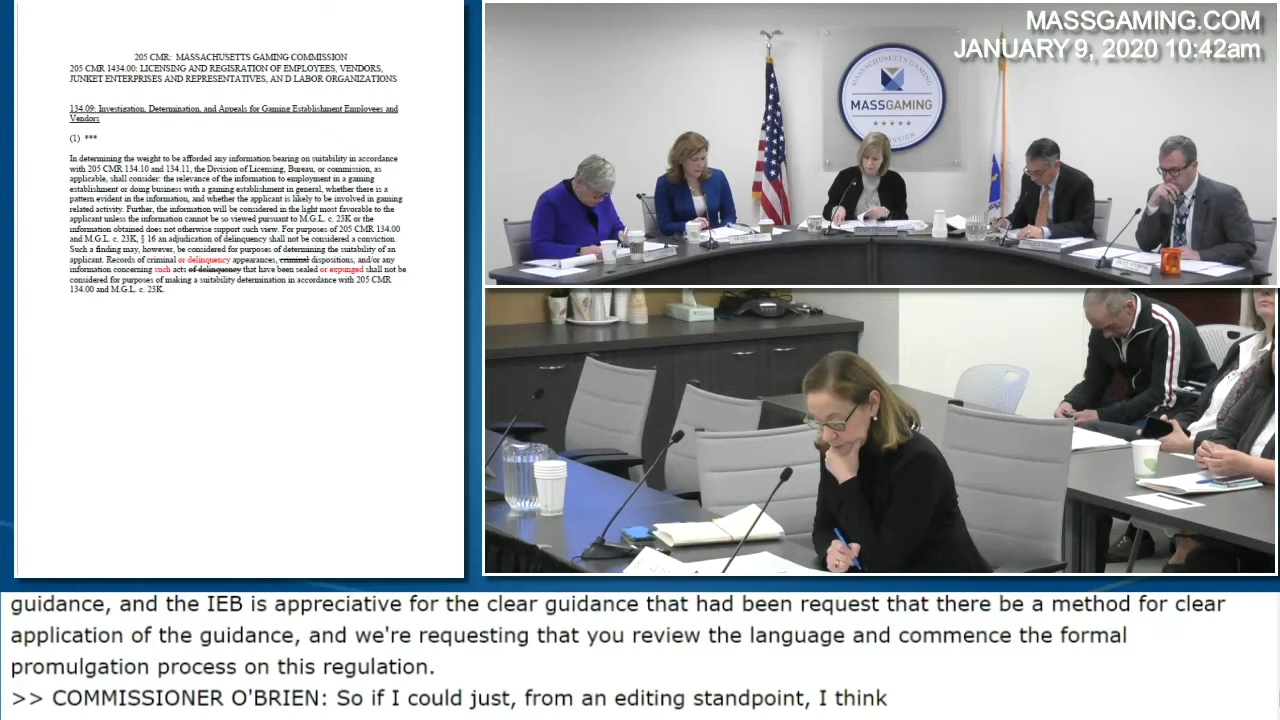 205 CMR: MASSACHUSETTS GAMING COMMISSION
205 CMR 1434.00: LICENSING AND REGISRATION OF EMPLOYEES, VENDORS,
JUNKET ENTERPRISES AND REPRESENTATIVES, AN D LABOR ORGANIZATIONS
134.09: Investigation, Determination, and Appeals for Gaming Establishment Employees and
Vendors
(1) ***
In determining the weight to be afforded any information bearing on suitability in accordance
with 205 CMR 134.10 and 134.11, the Division of Licensing, Bureau, or commission, as
applicable, shall consider: the relevance of the information to employment in a gaming
establishment or doing business with a gaming establishment in general, whether there is a
pattern evident in the information, and whether the applicant is likely to be involved in gaming
related activity. Further, the information will be considered in the light most favorable to the
applicant unless the information cannot be so viewed pursuant to M.G.L. c. 23K or the
information obtained does not otherwise support such view. For purposes of 205 CMR 134.00
and M.G.L. c. 23K, § 16 an adjudication of delinquency shall not be considered a conviction.
Such a finding may, however, be considered for purposes of determining the suitability of an
applicant. Records of criminal or delinquency appearances, criminal dispositions, and/or any
information concerning such acts of delinquency that have been sealed or expunged shall not be
considered for purposes of making a suitability determination in accordance with 205 CMR
134.00 and M.G.L. c. 23K.
MASSGAMING.COM
JANUARY 9, 2020 10:42am
MASSACHUSETTS GAMING
MASSGAMING
guidance, and the IEB is appreciative for the clear guidance that had been request that there be a method for clear
application of the guidance, and we're requesting that you review the language and commence the formal
promulgation process on this regulation.
>> COMMISSIONER O'BRIEN: So if I could just, from an editing standpoint, I think